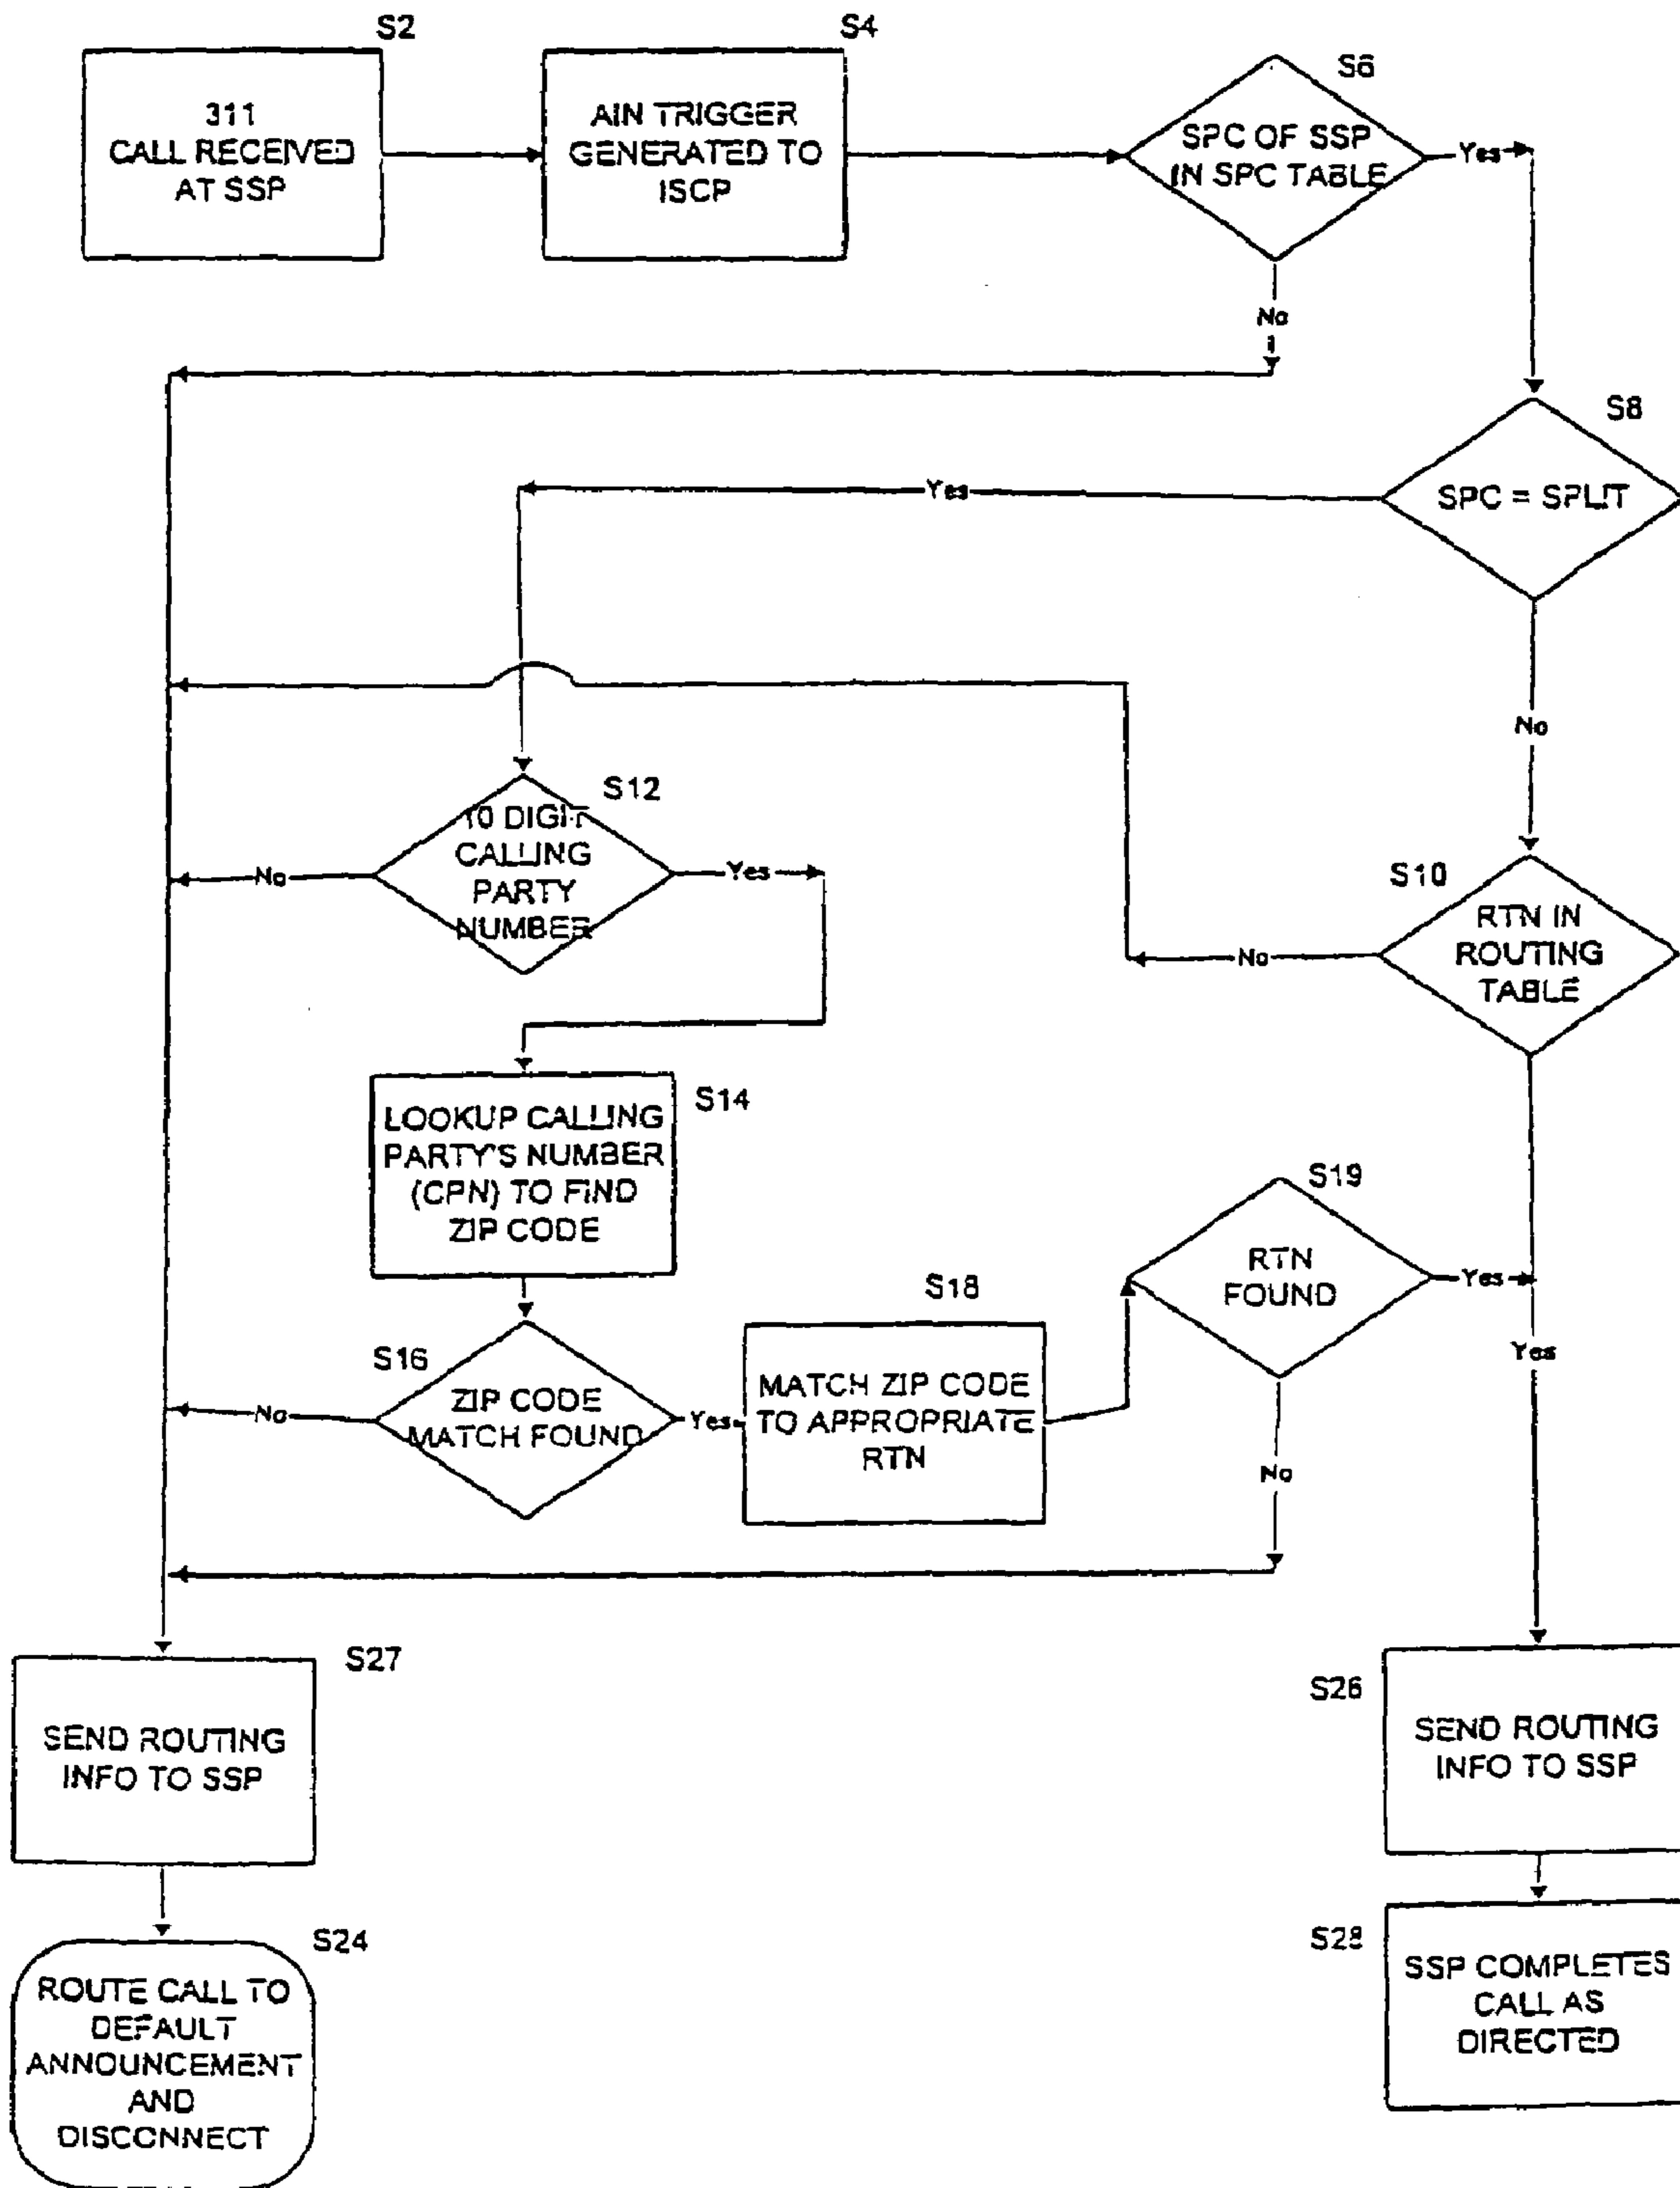 S2
311
CALL RECEIVED
AT SSP
S4
AIN TRIGGER
GENERATED TO
ISCP
S6
SPC OF SSP
IN SPC TABLE
Yes
No
S8
SPC = SPLIT
Yes
No
S12
10 DIGIT
CALLING
PARTY
NUMBER
No
Yes
S10
RTN IN
ROUTING
TABLE
No
Yes
S14
LOOKUP CALLING
PARTY'S NUMBER
(CPN) TO FIND
ZIP CODE
S16
ZIP CODE
MATCH FOUND
No
Yes
S18
MATCH ZIP CODE
TO APPROPRIATE
RTN
S19
RTN
FOUND
Yes
No
S27
SEND ROUTING
INFO TO SSP
S26
SEND ROUTING
INFO TO SSP
S24
ROUTE CALL TO
DEFAULT
ANNOUNCEMENT
AND
DISCONNECT
S28
SSP COMPLETES
CALL AS
DIRECTED